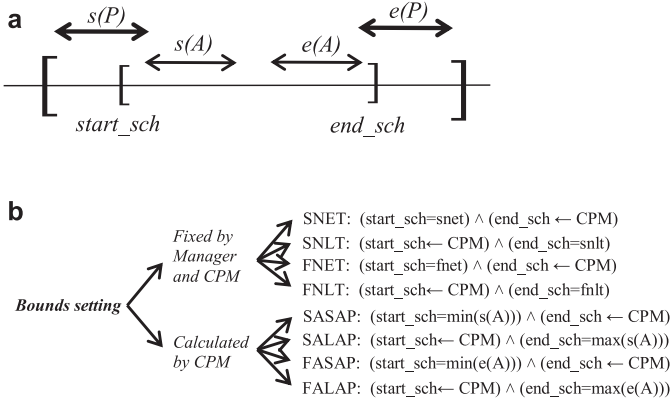 a
s(P)
e(P)
s(A)
e(A)
start_sch
end_sch
b
Bounds setting
Fixed by
Manager
and CPM
SNET: (start_sch=snet) ∧ (end_sch ← CPM)
SNLT: (start_sch← CPM) ∧ (end_sch=snlt)
FNET: (start_sch=fnet) ∧ (end_sch ← CPM)
FNLT: (start_sch← CPM) ∧ (end_sch=fnlt)
Calculated
by CPM
SASAP: (start_sch=min(s(A))) ∧ (end_sch ← CPM)
SALAP: (start_sch← CPM) ∧ (end_sch=max(s(A)))
FASAP: (start_sch=min(e(A))) ∧ (end_sch ← CPM)
FALAP: (start_sch← CPM) ∧ (end_sch=max(e(A)))